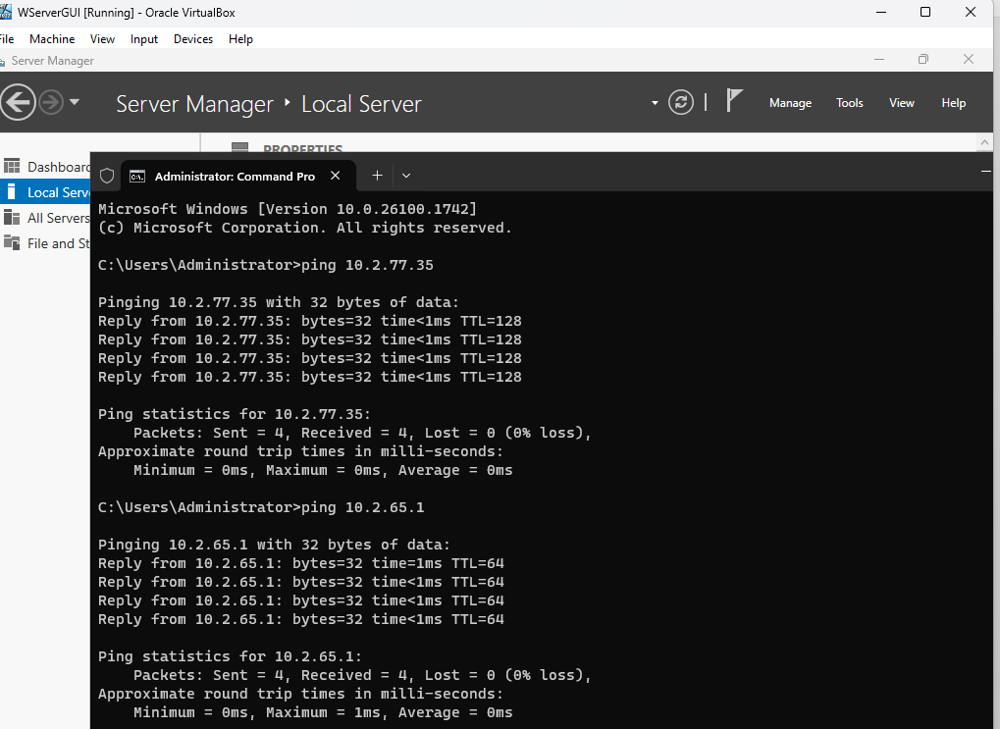 WServerGUI [Running] - Oracle VirtualBox
File Machine View Input Devices Help
Server Manager
Server Manager ‣ Local Server
Manage Tools View Help
PROPERTIES
Dashboard
Local Serve
All Servers
File and St
Administrator: Command Pro
Microsoft Windows [Version 10.0.26100.1742]
(c) Microsoft Corporation. All rights reserved.
C:\Users\Administrator>ping 10.2.77.35
Pinging 10.2.77.35 with 32 bytes of data:
Reply from 10.2.77.35: bytes=32 time<1ms TTL=128
Reply from 10.2.77.35: bytes=32 time<1ms TTL=128
Reply from 10.2.77.35: bytes=32 time<1ms TTL=128
Reply from 10.2.77.35: bytes=32 time<1ms TTL=128
Ping statistics for 10.2.77.35:
Packets: Sent = 4, Received = 4, Lost = 0 (0% loss),
Approximate round trip times in milli-seconds:
Minimum = 0ms, Maximum = 0ms, Average = 0ms
C:\Users\Administrator>ping 10.2.65.1
Pinging 10.2.65.1 with 32 bytes of data:
Reply from 10.2.65.1: bytes=32 time=1ms TTL=64
Reply from 10.2.65.1: bytes=32 time<1ms TTL=64
Reply from 10.2.65.1: bytes=32 time<1ms TTL=64
Reply from 10.2.65.1: bytes=32 time<1ms TTL=64
Ping statistics for 10.2.65.1:
Packets: Sent = 4, Received = 4, Lost = 0 (0% loss),
Approximate round trip times in milli-seconds:
Minimum = 0ms, Maximum = 1ms, Average = 0ms